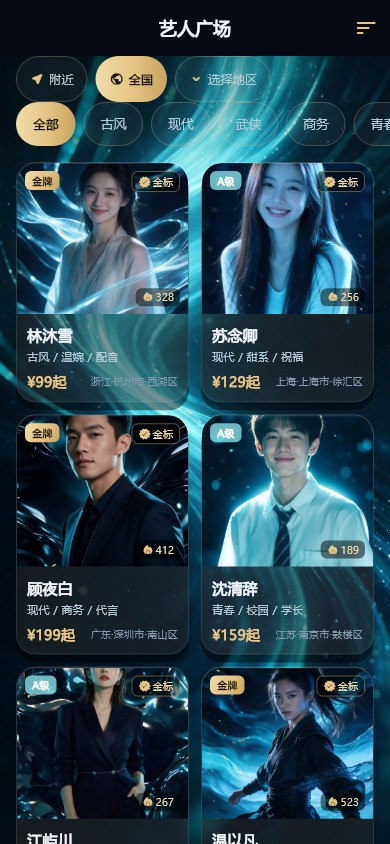 艺人广场
附近 全国 选择地区
全部 古风 现代 武侠 商务 青春
金牌 金标 A级 金标
328 256
林沐雪 苏念卿
古风 / 温婉 / 配音 现代 / 甜系 / 祝福
¥99起 浙江·杭州市·西湖区 ¥129起 上海·上海市·徐汇区
金牌 金标 A级
412 189
顾夜白 沈清辞
现代 / 商务 / 代言 青春 / 校园 / 学长
¥199起 广东·深圳市·南山区 ¥159起 江苏·南京市·鼓楼区
A级 金标 金牌 金标
267 523
江屿川 温以凡